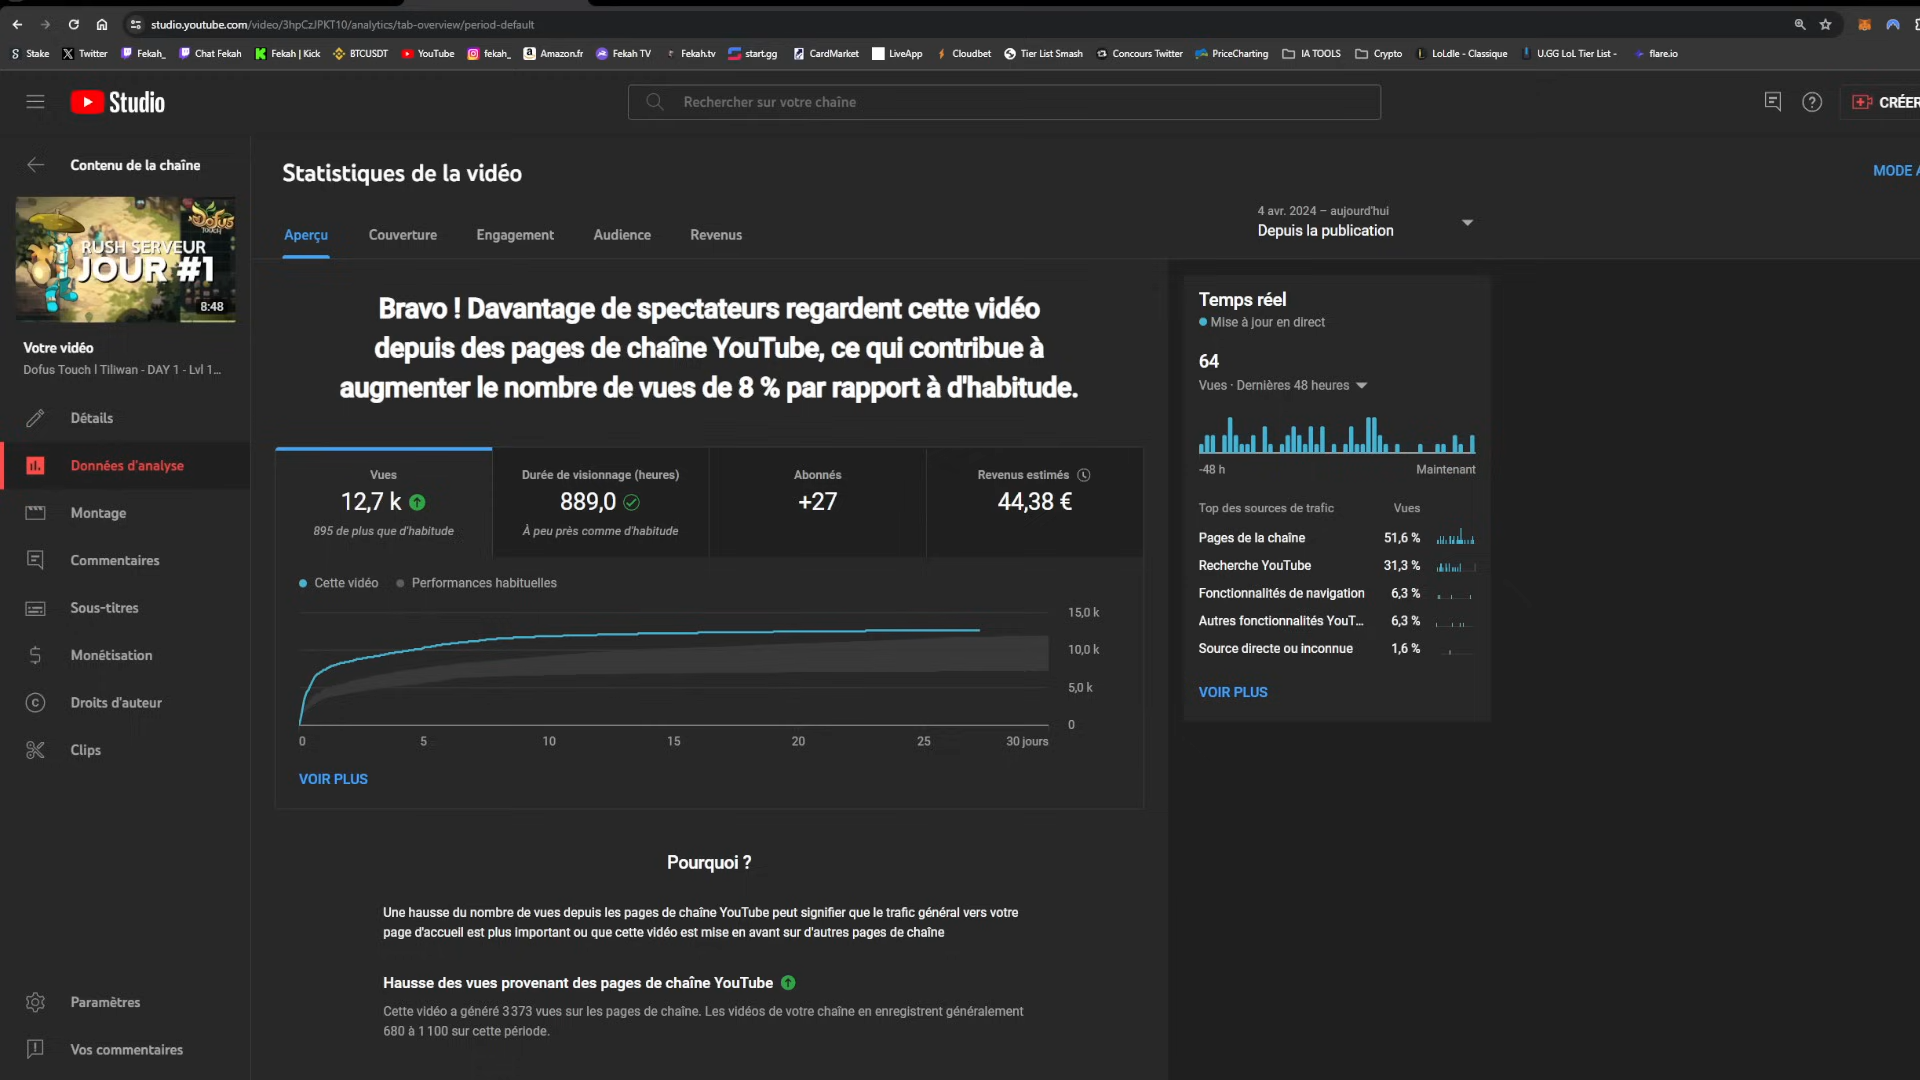 studio.youtube.com/video/3hpCzJPKT10/analytics/tab-overview/period-default
Stake
Twitter
Fekah_
Chat Fekah
Fekah | Kick
BTCUSDT
YouTube
fekah_
Amazon.fr
Fekah TV
Fekah.tv
start.gg
CardMarket
LiveApp
Cloudbet
Tier List Smash
Concours Twitter
PriceCharting
IA TOOLS
Crypto
LoLdle - Classique
U.GG LoL Tier List -
flare.io
Studio
Rechercher sur votre chaîne
CRÉER
Contenu de la chaîne
DOFUS
RUSH SERVEUR
JOUR #1
8:48
Votre vidéo
Dofus Touch l Tiliwan - DAY 1 - Lvl 1...
Détails
Données d'analyse
Montage
Commentaires
Sous-titres
Monétisation
Droits d'auteur
Clips
Paramètres
Vos commentaires
Statistiques de la vidéo
MODE A
Aperçu
Couverture
Engagement
Audience
Revenus
4 avr. 2024 – aujourd'hui
Depuis la publication
Bravo ! Davantage de spectateurs regardent cette vidéo
depuis des pages de chaîne YouTube, ce qui contribue à
augmenter le nombre de vues de 8 % par rapport à d'habitude.
Vues
12,7 k
895 de plus que d'habitude
Durée de visionnage (heures)
889,0
À peu près comme d'habitude
Abonnés
+27
Revenus estimés
44,38 €
Cette vidéo
Performances habituelles
15,0 k
10,0 k
5,0 k
0
0
5
10
15
20
25
30 jours
VOIR PLUS
Pourquoi ?
Une hausse du nombre de vues depuis les pages de chaîne YouTube peut signifier que le trafic général vers votre
page d'accueil est plus important ou que cette vidéo est mise en avant sur d'autres pages de chaîne
Hausse des vues provenant des pages de chaîne YouTube
Cette vidéo a généré 3 373 vues sur les pages de chaîne. Les vidéos de votre chaîne en enregistrent généralement
680 à 1 100 sur cette période.
Temps réel
Mise à jour en direct
64
Vues · Dernières 48 heures
-48 h
Maintenant
Top des sources de trafic
Vues
Pages de la chaîne
51,6 %
Recherche YouTube
31,3 %
Fonctionnalités de navigation
6,3 %
Autres fonctionnalités YouT...
6,3 %
Source directe ou inconnue
1,6 %
VOIR PLUS